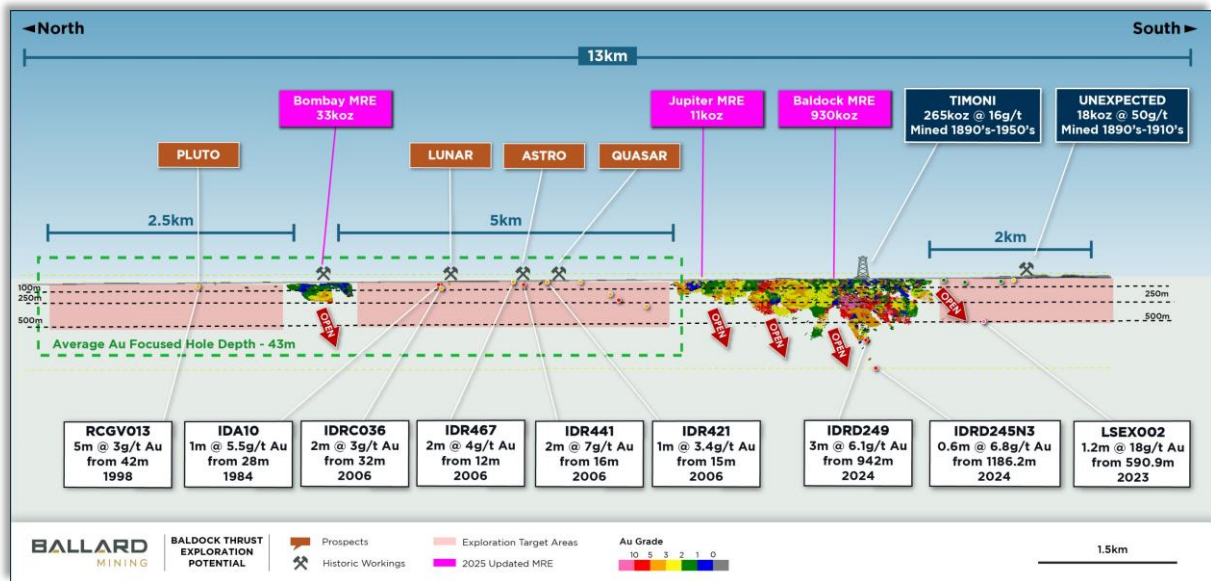 ◄North
South►
13km
Bombay MRE
33koz
Jupiter MRE
11koz
Baldock MRE
930koz
TIMONI
265koz @ 16g/t
Mined 1890's-1950's
UNEXPECTED
18koz @ 50g/t
Mined 1890's-1910's
PLUTO
LUNAR
ASTRO
QUASAR
2.5km
5km
2km
100m
250m
500m
250m
500m
OPEN
OPEN
OPEN
OPEN
OPEN
Average Au Focused Hole Depth - 43m
RCGV013
5m @ 3g/t Au
from 42m
1998
IDA10
1m @ 5.5g/t Au
from 28m
1984
IDRC036
2m @ 3g/t Au
from 32m
2006
IDR467
2m @ 4g/t Au
from 12m
2006
IDR441
2m @ 7g/t Au
from 16m
2006
IDR421
1m @ 3.4g/t Au
from 15m
2006
IDRD249
3m @ 6.1g/t Au
from 942m
2024
IDRD245N3
0.6m @ 6.8g/t Au
from 1186.2m
2024
LSEX002
1.2m @ 18g/t Au
from 590.9m
2023
BALLARD
MINING
BALDOCK THRUST
EXPLORATION
POTENTIAL
Prospects
Historic Workings
Exploration Target Areas
2025 Updated MRE
Au Grade
10 5 3 2 1 0
1.5km